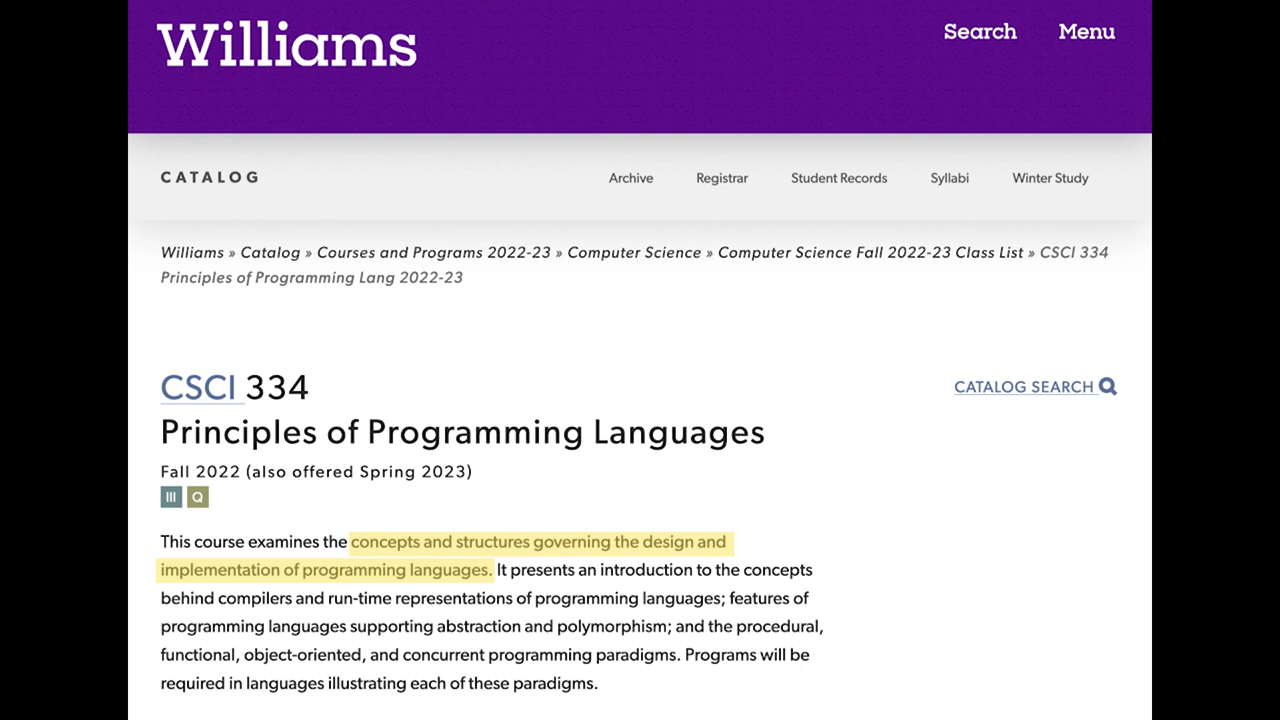 Williams
Search Menu
CATALOG
Archive Registrar Student Records Syllabi Winter Study
Williams » Catalog » Courses and Programs 2022-23 » Computer Science » Computer Science Fall 2022-23 Class List » CSCI 334
Principles of Programming Lang 2022-23
CSCI 334
CATALOG SEARCH
Principles of Programming Languages
Fall 2022 (also offered Spring 2023)
III Q
This course examines the concepts and structures governing the design and
implementation of programming languages. It presents an introduction to the concepts
behind compilers and run-time representations of programming languages; features of
programming languages supporting abstraction and polymorphism; and the procedural,
functional, object-oriented, and concurrent programming paradigms. Programs will be
required in languages illustrating each of these paradigms.